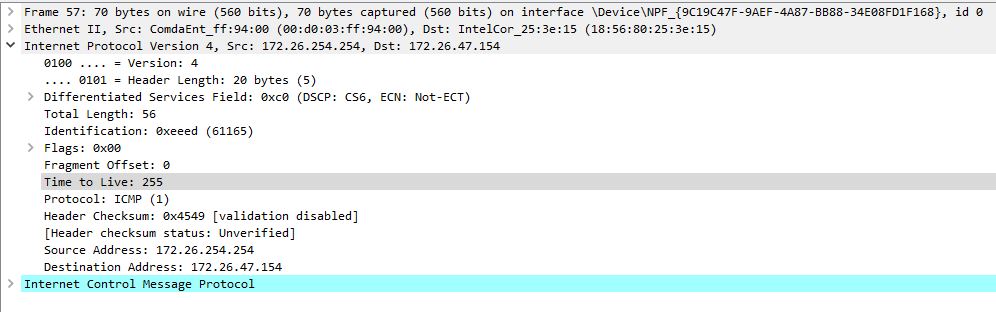 Frame 57: 70 bytes on wire (560 bits), 70 bytes captured (560 bits) on interface \Device\NPF_{9C19C47F-9AEF-4A87-BB88-34E08FD1F168}, id 0
Ethernet II, Src: ComdaEnt_ff:94:00 (00:d0:03:ff:94:00), Dst: IntelCor_25:3e:15 (18:56:80:25:3e:15)
Internet Protocol Version 4, Src: 172.26.254.254, Dst: 172.26.47.154
0100 .... = Version: 4
.... 0101 = Header Length: 20 bytes (5)
Differentiated Services Field: 0xc0 (DSCP: CS6, ECN: Not-ECT)
Total Length: 56
Identification: 0xeeed (61165)
Flags: 0x00
Fragment Offset: 0
Time to Live: 255
Protocol: ICMP (1)
Header Checksum: 0x4549 [validation disabled]
[Header checksum status: Unverified]
Source Address: 172.26.254.254
Destination Address: 172.26.47.154
Internet Control Message Protocol